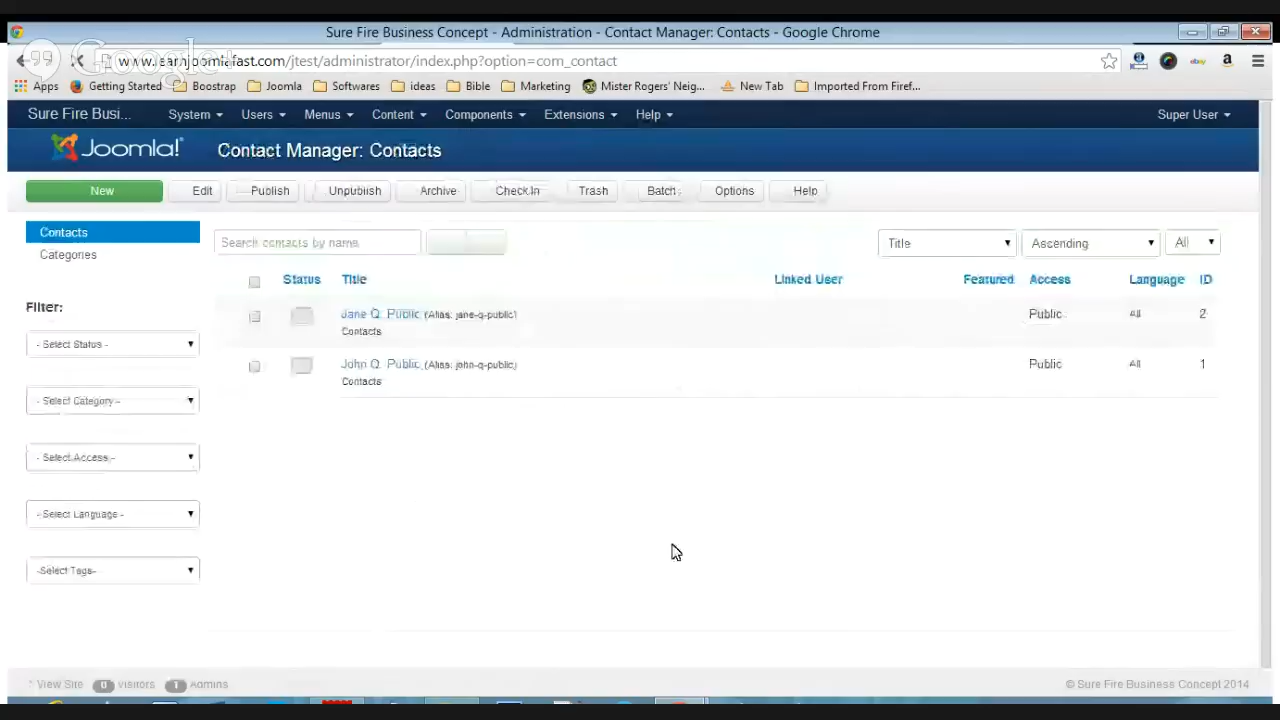 Sure Fire Business Concept - Administration - Contact Manager: Contacts - Google Chrome
Google+
www.learnjoomlafast.com/jtest/administrator/index.php?option=com_contact
Apps Getting Started Boostrap Joomla Softwares ideas Bible Marketing Mister Rogers' Neig... New Tab Imported From Firef...
Sure Fire Busi... System Users Menus Content Components Extensions Help Super User
Joomla! Contact Manager: Contacts
New Edit Publish Unpublish Archive Check In Trash Batch Options Help
Contacts
Categories
Search contacts by name Title Ascending All
Status Title Linked User Featured Access Language ID
Filter:
Jane Q. Public (Alias: jane-q-public) Public All 2
Contacts
- Select Status -
John Q. Public (Alias: john-q-public) Public All 1
Contacts
- Select Category -
- Select Access -
- Select Language -
-Select Tags-
View Site 0 Visitors 1 Admins © Sure Fire Business Concept 2014